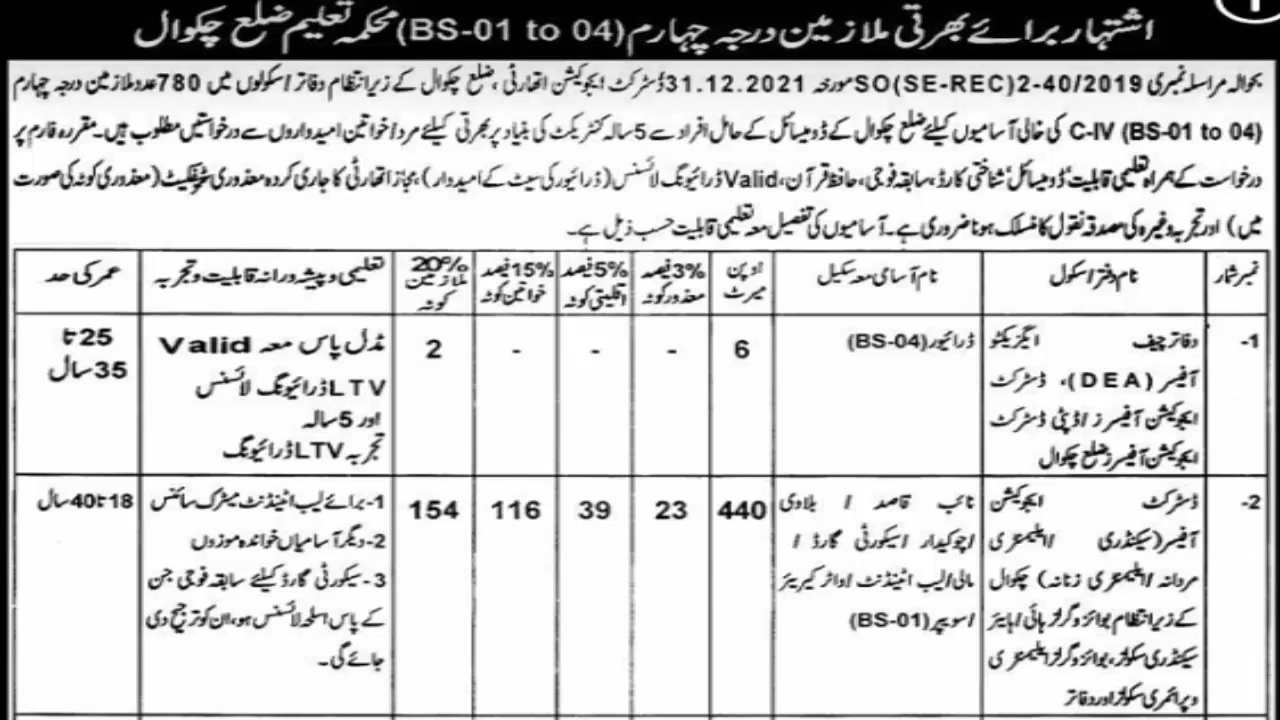 اشتہار برائے بھرتی ملازمین درجہ چہارم (BS-01 to 04) محکمہ تعلیم ضلع چکوال
بحوالہ مراسلہ نمبری SO(SE-REC)2-40/2019 مورخہ 31.12.2021 ڈسٹرکٹ ایجوکیشن اتھارٹی، ضلع چکوال کے زیر انتظام دفاتر اسکولوں میں 780 عدد ملازمین درجہ چہارم
C-IV (BS-01 to 04) کی خالی آسامیوں کیلئے ضلع چکوال کے ڈومیسائل کے حامل افراد سے 5 سالہ کنٹریکٹ کی بنیاد پر بھرتی کیلئے مرد/خواتین امیدواروں سے درخواستیں مطلوب ہیں۔ مقررہ فارم پر
درخواست کے ہمراہ تعلیمی قابلیت، ڈومیسائل، شناختی کارڈ، سابقہ فوجی، حافظ قرآن، Valid ڈرائیونگ لائسنس (ڈرائیور کی سیٹ کے امیدوار)، مجاز اتھارٹی کا جاری کردہ معذوری سرٹیفکیٹ (معذوری کوٹہ کی صورت
میں) اور تجربہ وغیرہ کی مصدقہ نقول کا منسلک ہونا ضروری ہے۔ آسامیوں کی تفصیل معہ تعلیمی قابلیت حسب ذیل ہے۔
نمبر شمار
نام دفتر اسکول
نام آسامی معہ سکیل
اوپن
میرٹ
3% فیصد
معذور کوٹہ
5% فیصد
اقلیتی کوٹہ
15% فیصد
خواتین کوٹہ
20%
ملازمین
کوٹہ
تعلیمی و پیشہ ورانہ قابلیت و تجربہ
عمر کی حد
1-
دفاتر چیف ایگزیکٹو
آفیسر (DEA)، ڈسٹرکٹ
ایجوکیشن آفیسرز / ڈپٹی ڈسٹرکٹ
ایجوکیشن آفیسرز ضلع چکوال
ڈرائیور (BS-04)
6
-
-
-
2
مڈل پاس معہ Valid
LTV ڈرائیونگ لائسنس
اور 5 سالہ
تجربہ LTV ڈرائیونگ
25 تا
35 سال
2-
ڈسٹرکٹ ایجوکیشن
آفیسر (سیکنڈری / ایلیمنٹری
مردانہ / ایلیمنٹری زنانہ) چکوال
کے زیر انتظام بوائز و گرلز ہائی / ہائیر
سیکنڈری سکولز، بوائز و گرلز ایلیمنٹری
و پرائمری سکولز اور دفاتر
نائب قاصد / بلاوی
/ چوکیدار / سیکورٹی گارڈ /
مالی / لیب اٹینڈنٹ / واٹر کیریئر
/ سویپر (BS-01)
440
23
39
116
154
1- برائے لیب اٹینڈنٹ میٹرک سائنس
2- دیگر آسامیاں خواندہ موزوں
3- سیکورٹی گارڈ کیلئے سابقہ فوجی جن
کے پاس اسلحہ لائسنس ہو، ان کو ترجیح دی
جائے گی۔
18 تا 40 سال